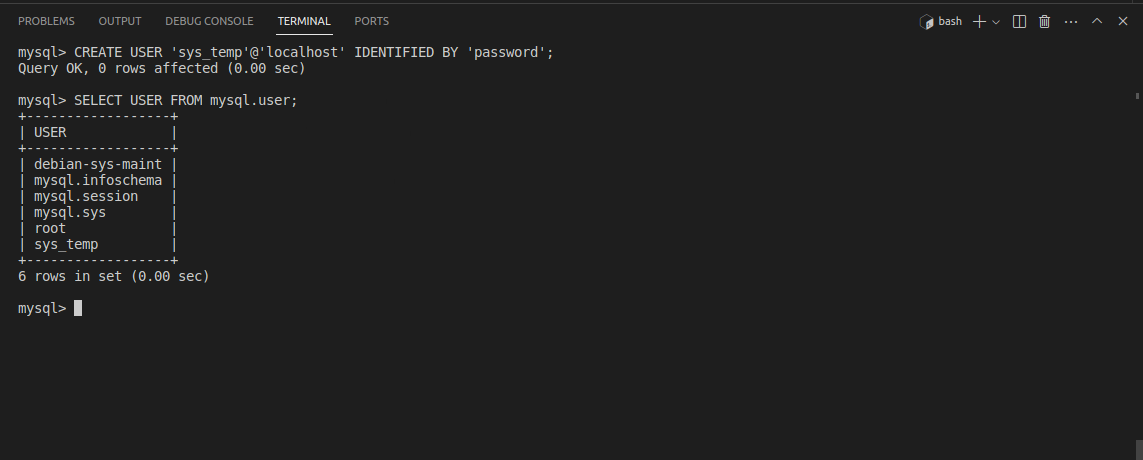 PROBLEMS OUTPUT DEBUG CONSOLE TERMINAL PORTS bash
mysql> CREATE USER 'sys_temp'@'localhost' IDENTIFIED BY 'password';
Query OK, 0 rows affected (0.00 sec)
mysql> SELECT USER FROM mysql.user;
+------------------+
| USER             |
+------------------+
| debian-sys-maint |
| mysql.infoschema |
| mysql.session    |
| mysql.sys        |
| root             |
| sys_temp         |
+------------------+
6 rows in set (0.00 sec)
mysql>